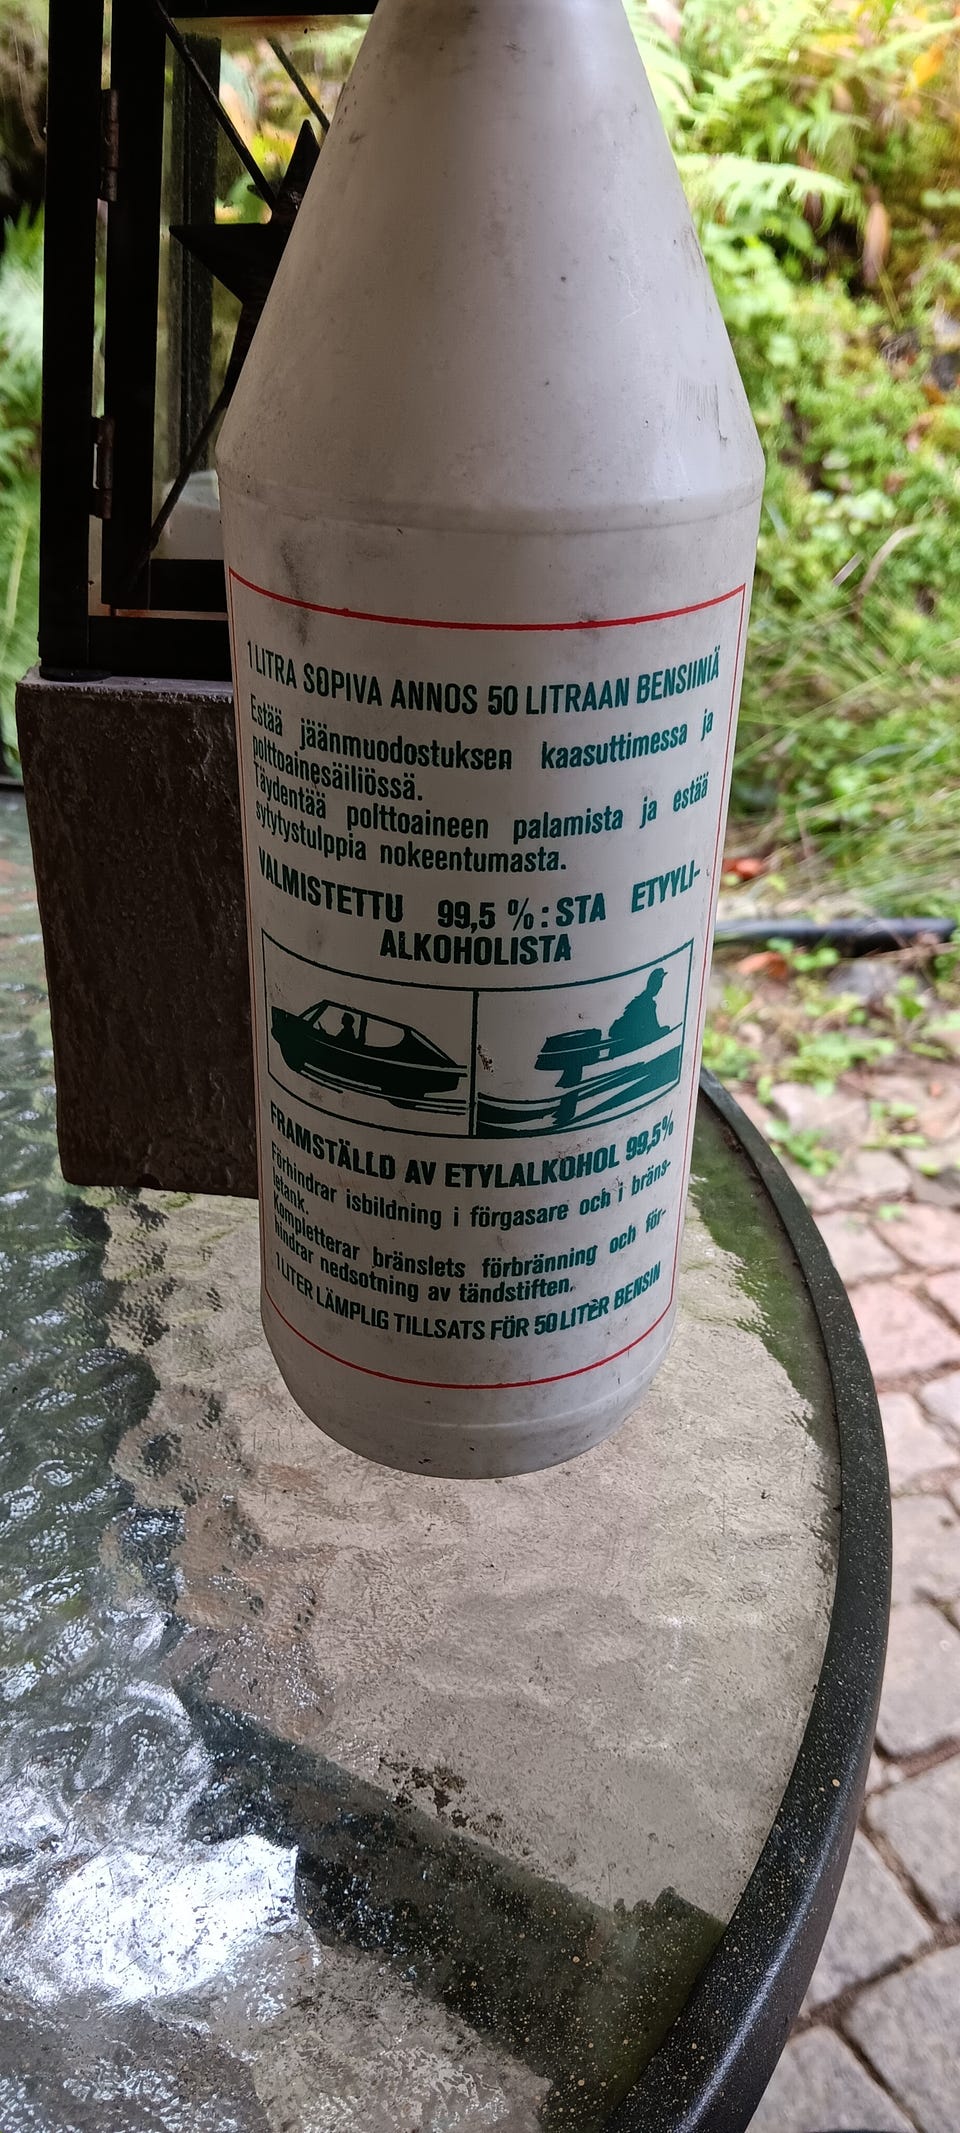 1 LITRA SOPIVA ANNOS 50 LITRAAN BENSIINIÄ
Estää jäänmuodostuksen kaasuttimessa ja
polttoainesäiliössä.
Täydentää polttoaineen palamista ja estää
sytytystulppia nokeentumasta.
VALMISTETTU 99,5 %:STA ETYYLI-
ALKOHOLISTA
FRAMSTÄLLD AV ETYLALKOHOL 99,5%
Förhindrar isbildning i förgasare och i bräns-
letank.
Kompletterar bränslets förbränning och för-
hindrar nedsotning av tändstiften.
1 LITER LÄMPLIG TILLSATS FÖR 50 LITER BENSIN